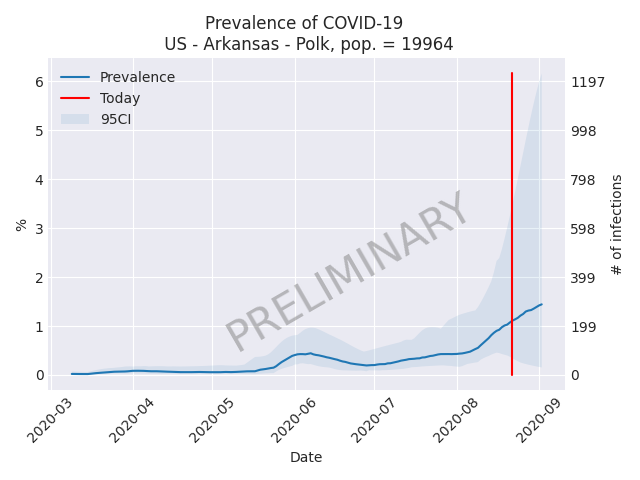 Prevalence of COVID-19
US - Arkansas - Polk, pop. = 19964
Prevalence
Today
95CI
6
5
4
3
2
1
0
%
1197
998
798
598
399
199
0
# of infections
PRELIMINARY
2020-03
2020-04
2020-05
2020-06
2020-07
2020-08
2020-09
Date